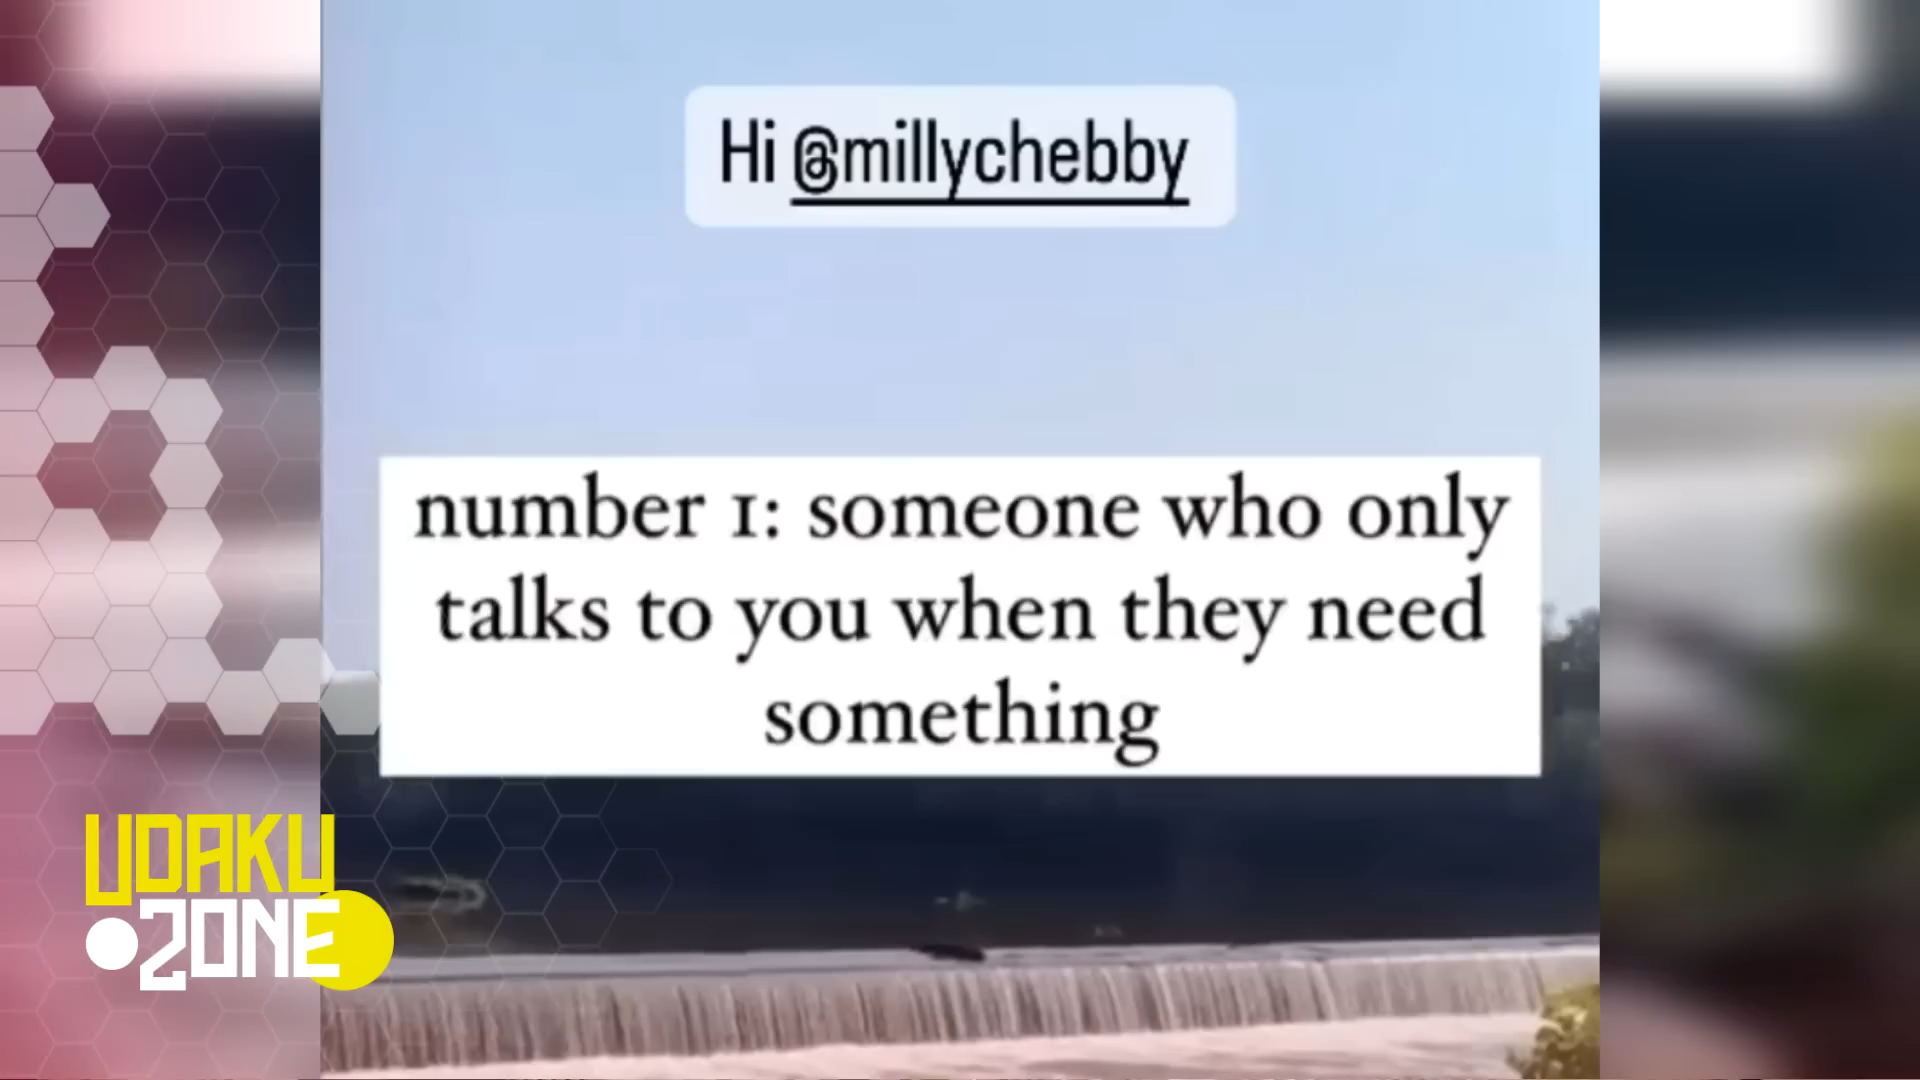 Hi @millychebby
number 1: someone who only
talks to you when they need
something
UDAKU
ZONE